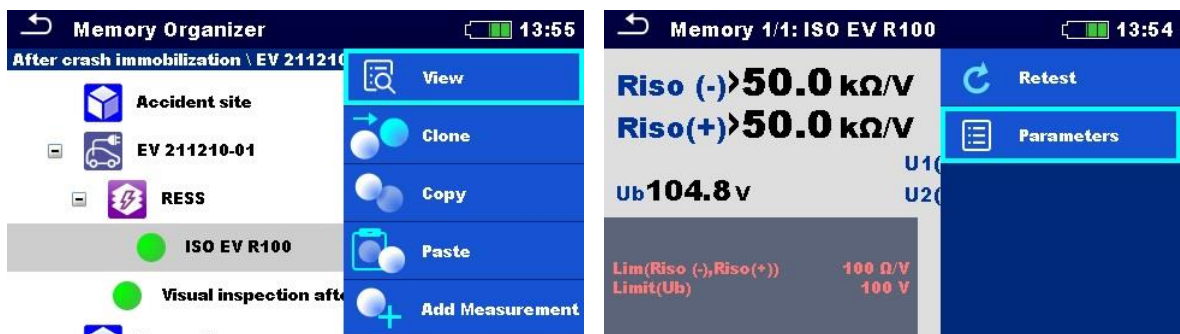 Memory Organizer
13:55
After crash immobilization \ EV 21121
View
Accident site
Clone
EV 211210-01
Copy
RESS
ISO EV R100
Paste
Visual inspection afte
Add Measurement
Memory 1/1: ISO EV R100
13:54
Riso (-)>50.0 kΩ/V
Retest
Riso(+)>50.0 kΩ/V
Parameters
U1(
Ub104.8 V
U2(
Lim(Riso (-),Riso(+)) 100 Ω/V
Limit(Ub) 100 V